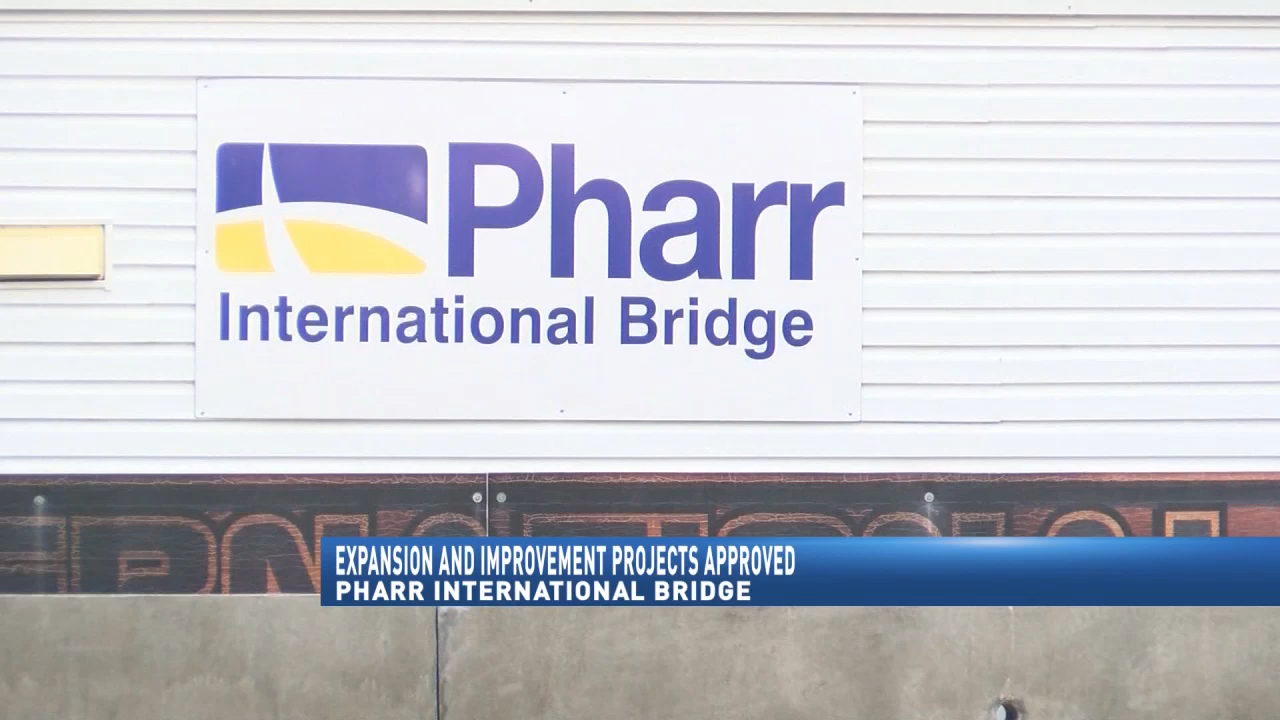 Pharr
International Bridge
EXPANSION AND IMPROVEMENT PROJECTS APPROVED
PHARR INTERNATIONAL BRIDGE